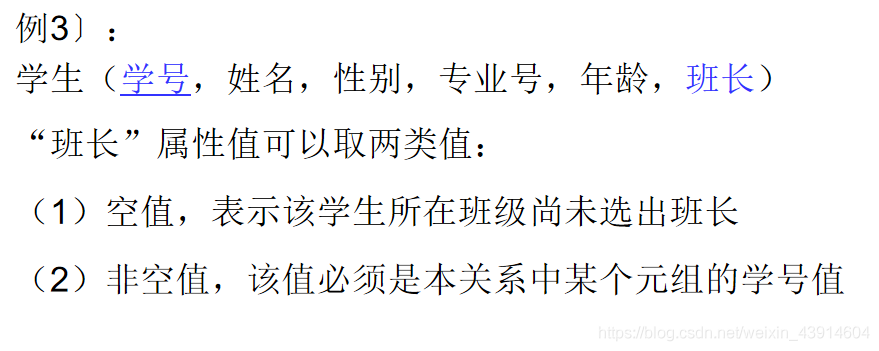 例3〕：
学生（学号，姓名，性别，专业号，年龄，班长）
“班长”属性值可以取两类值：
（1）空值，表示该学生所在班级尚未选出班长
（2）非空值，该值必须是本关系中某个元组的学号值
https://blog.csdn.net/weixin_43914604